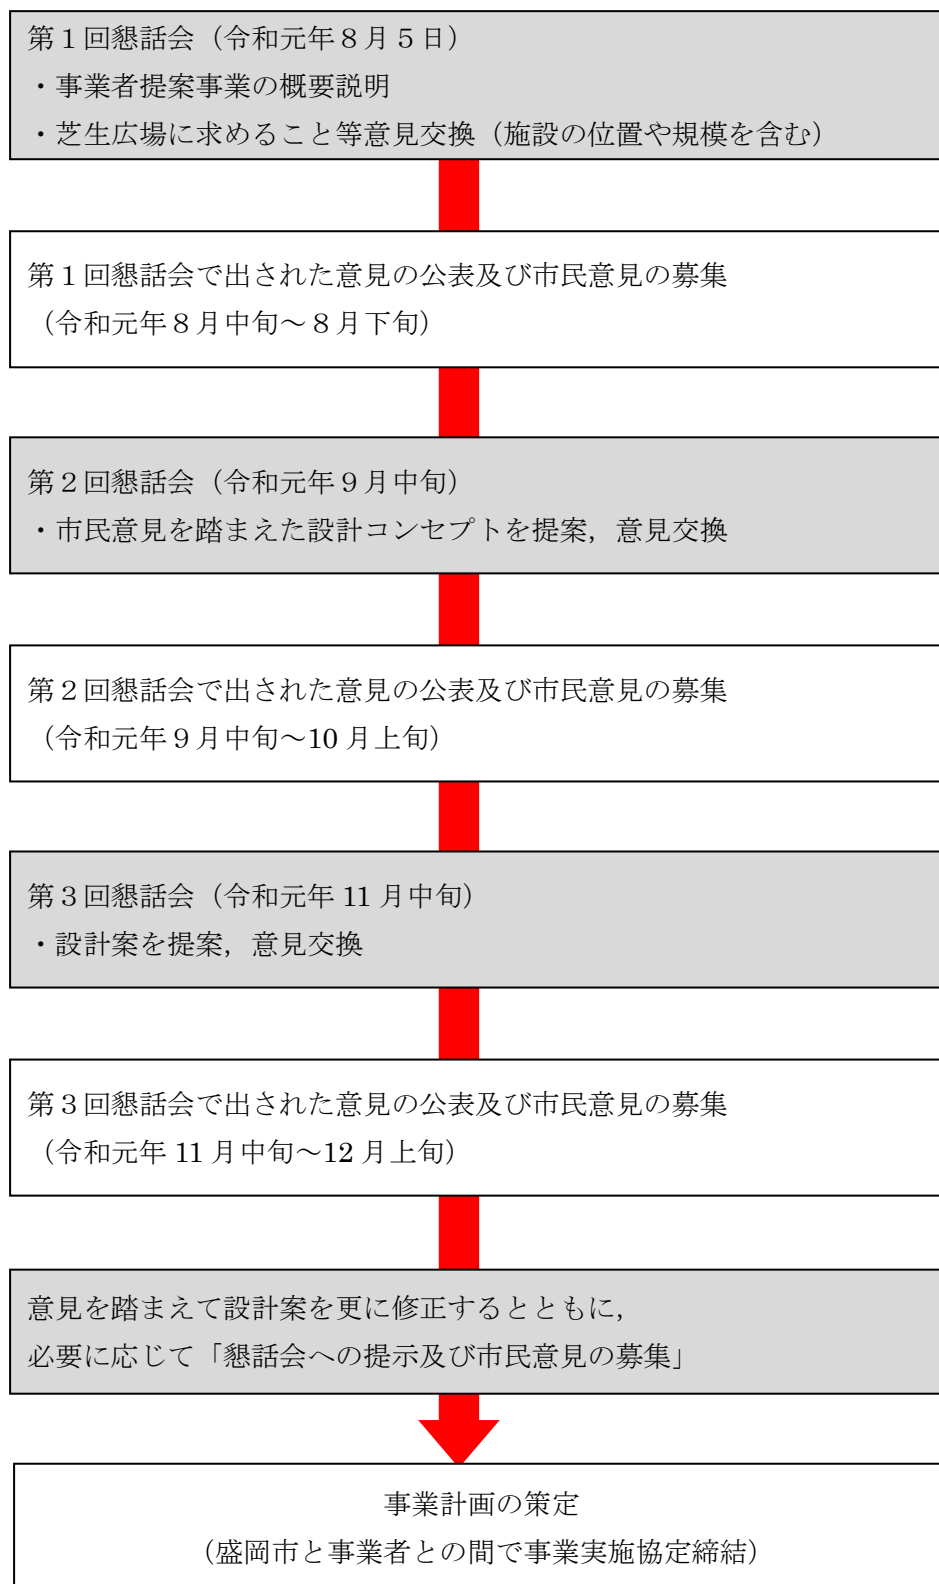 第１回懇話会（令和元年８月５日）
・事業者提案事業の概要説明
・芝生広場に求めること等意見交換（施設の位置や規模を含む）
第１回懇話会で出された意見の公表及び市民意見の募集
（令和元年８月中旬～８月下旬）
第２回懇話会（令和元年９月中旬）
・市民意見を踏まえた設計コンセプトを提案，意見交換
第２回懇話会で出された意見の公表及び市民意見の募集
（令和元年９月中旬～10 月上旬）
第３回懇話会（令和元年 11 月中旬）
・設計案を提案，意見交換
第３回懇話会で出された意見の公表及び市民意見の募集
（令和元年 11 月中旬～12 月上旬）
意見を踏まえて設計案を更に修正するとともに，
必要に応じて「懇話会への提示及び市民意見の募集」
事業計画の策定
（盛岡市と事業者との間で事業実施協定締結）